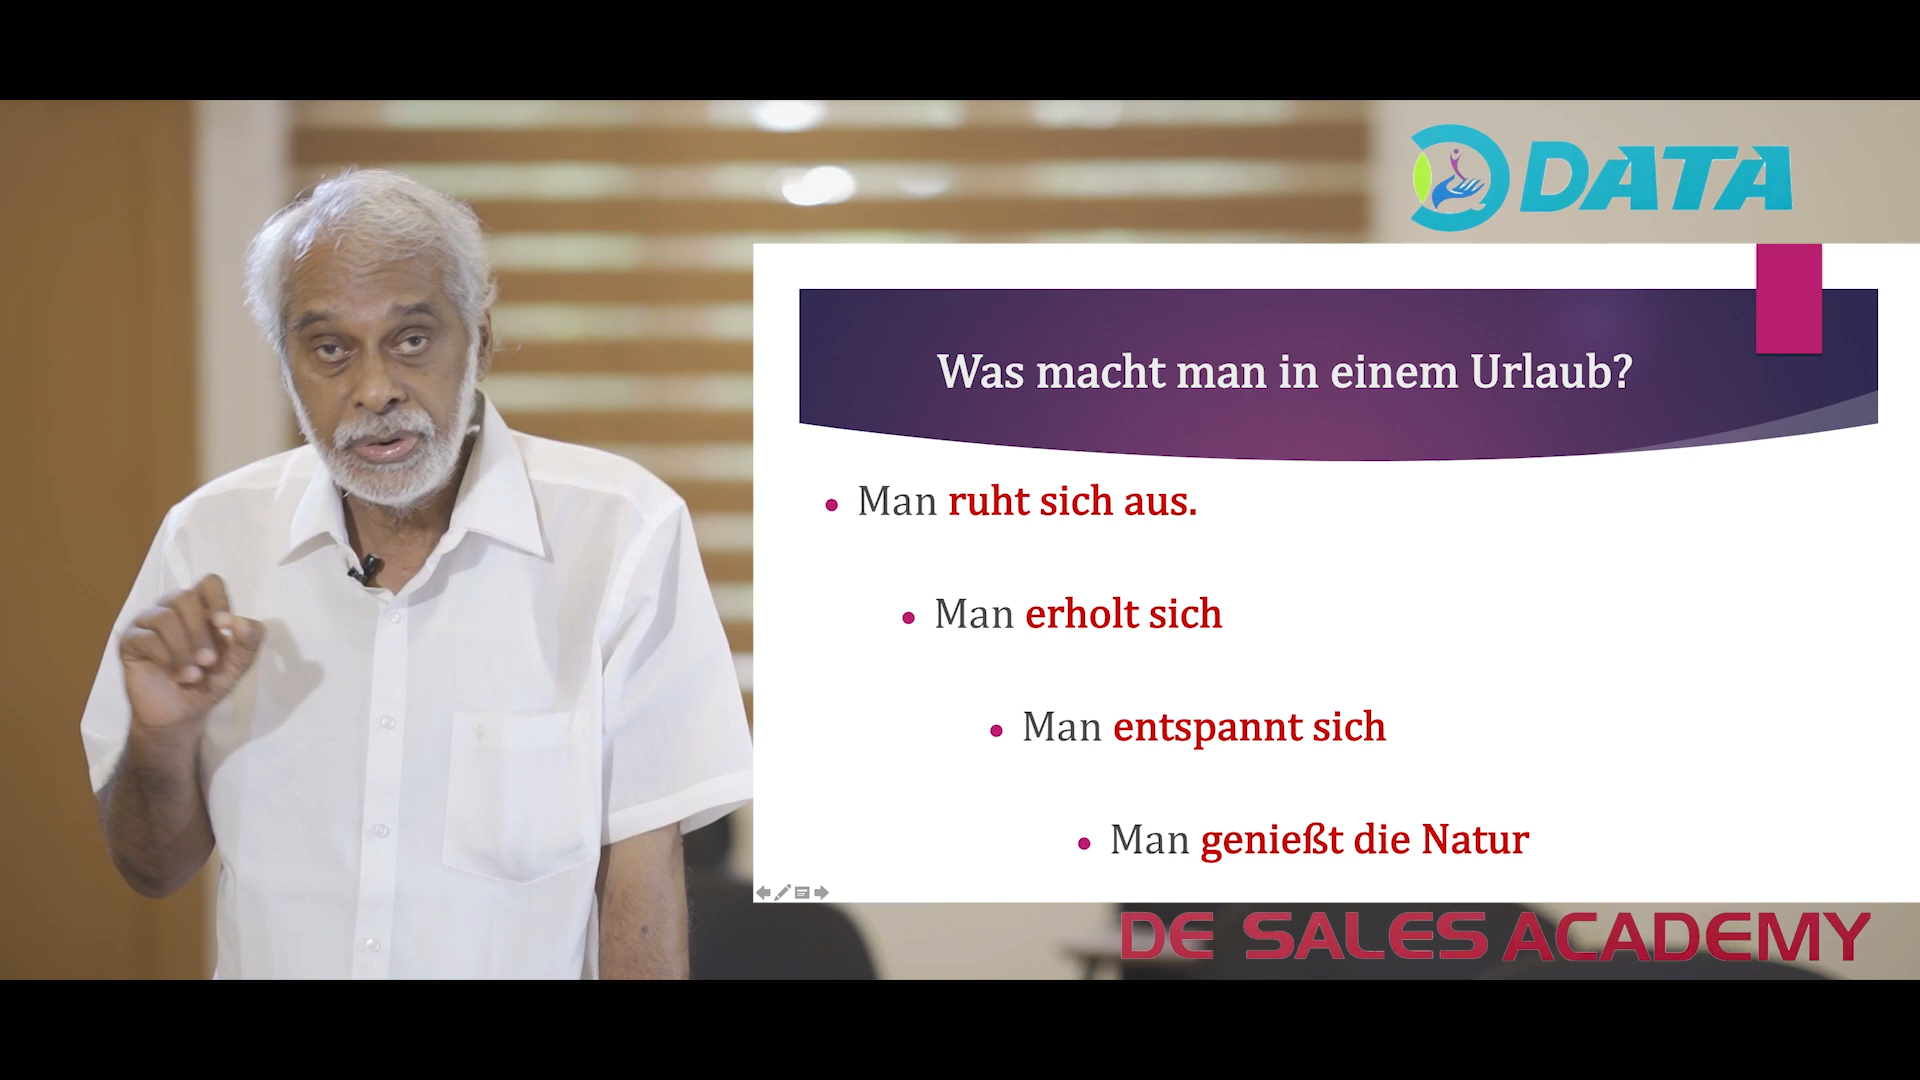 DATA
Was macht man in einem Urlaub?
• Man ruht sich aus.
• Man erholt sich
• Man entspannt sich
• Man genießt die Natur
DE SALES ACADEMY